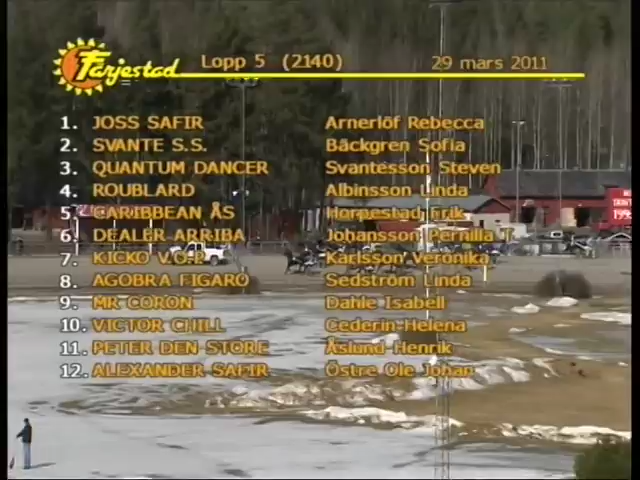 Färjestad Lopp 5 (2140) 29 mars 2011
1. JOSS SAFIR Arnerlöf Rebecca
2. SVANTE S.S. Bäckgren Sofia
3. QUANTUM DANCER Svantesson Steven
4. ROUBLARD Albinsson Linda
5. CARIBBEAN ÅS Horpestad Eirik
6. DEALER ARRIBA Johansson Pernilla T
7. KICKO V.O.P. Karlsson Veronika
8. AGOBRA FIGARO Sedström Linda
9. MR CORON Dahle Isabell
10. VICTOR CHILL Cederin Helena
11. PETER DEN STORE Åslund Henrik
12. ALEXANDER SAFIR Östre Ole Johan